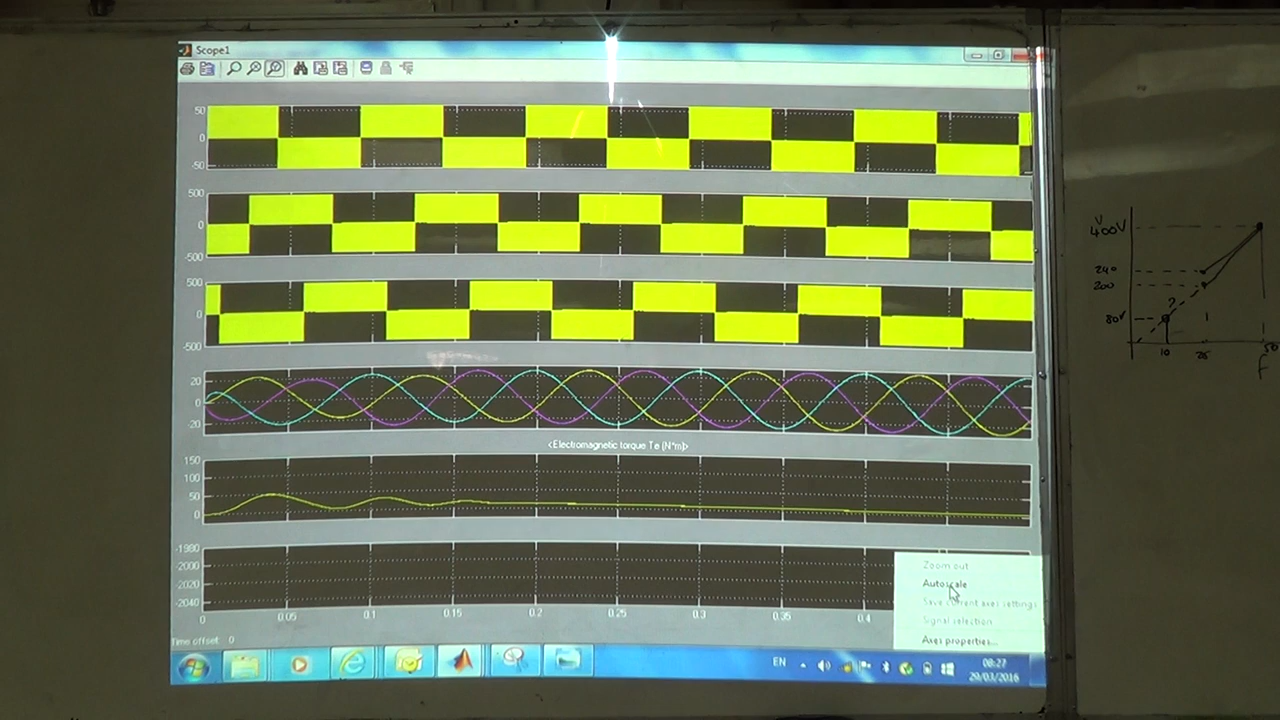 Scope1
50
0
-50
500
0
-500
500
0
-500
20
0
-20
<Electromagnetic torque Te (N*m)>
150
100
50
0
-1980
-2000
-2020
-2040
0
0.05
0.1
0.15
0.2
0.25
0.3
0.35
0.4
Time offset: 0
Zoom out
Autoscale
Save current axes settings
Signal selection
Axes properties...
EN
08:27
29/03/2016
V
400V
240
200
80V
?
1
10
25
50
F